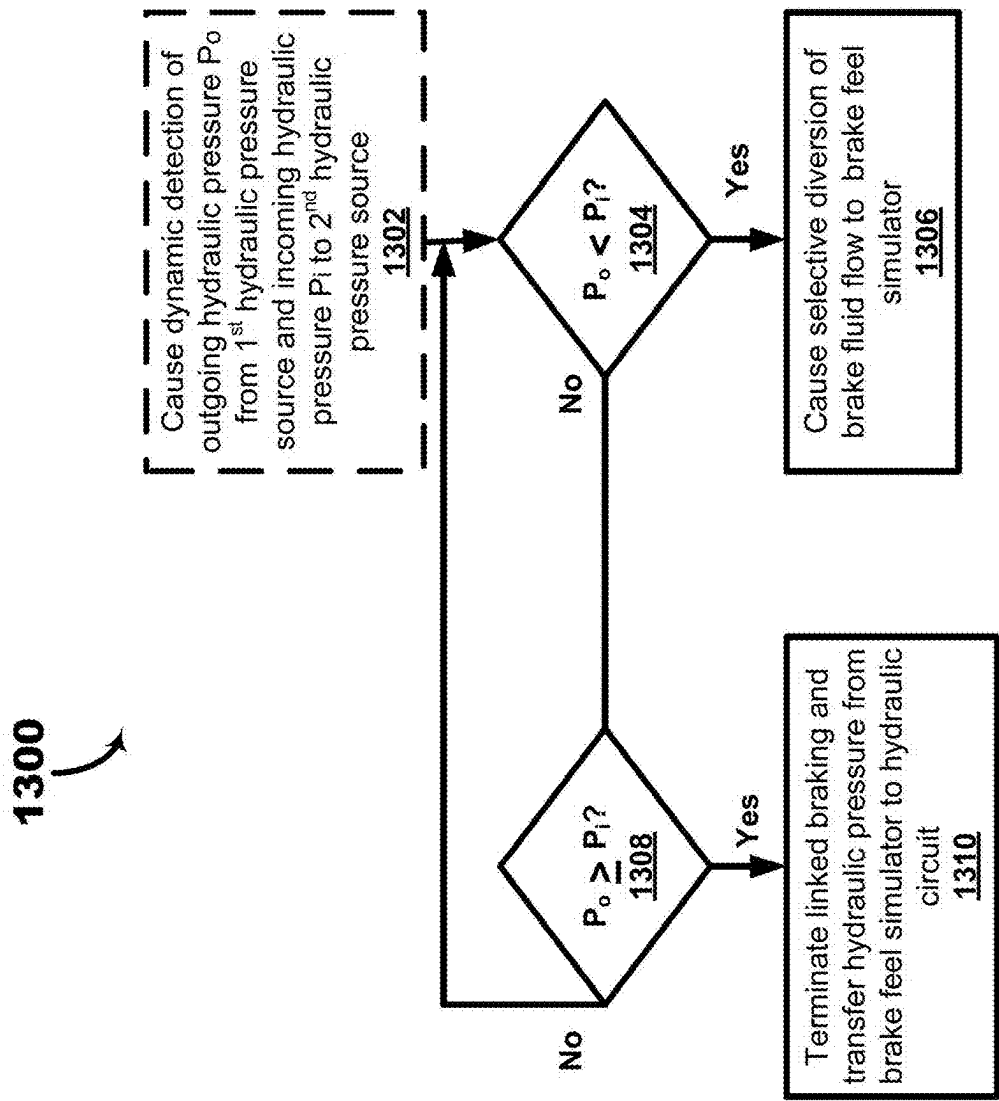 1300
Cause dynamic detection of
outgoing hydraulic pressure Po
from 1st hydraulic pressure
source and incoming hydraulic
pressure Pi to 2nd hydraulic
pressure source
1302
Po < Pi?
1304
No
Yes
Cause selective diversion of
brake fluid flow to brake feel
simulator
1306
Po ≥ Pi?
1308
No
Yes
Terminate linked braking and
transfer hydraulic pressure from
brake feel simulator to hydraulic
circuit
1310